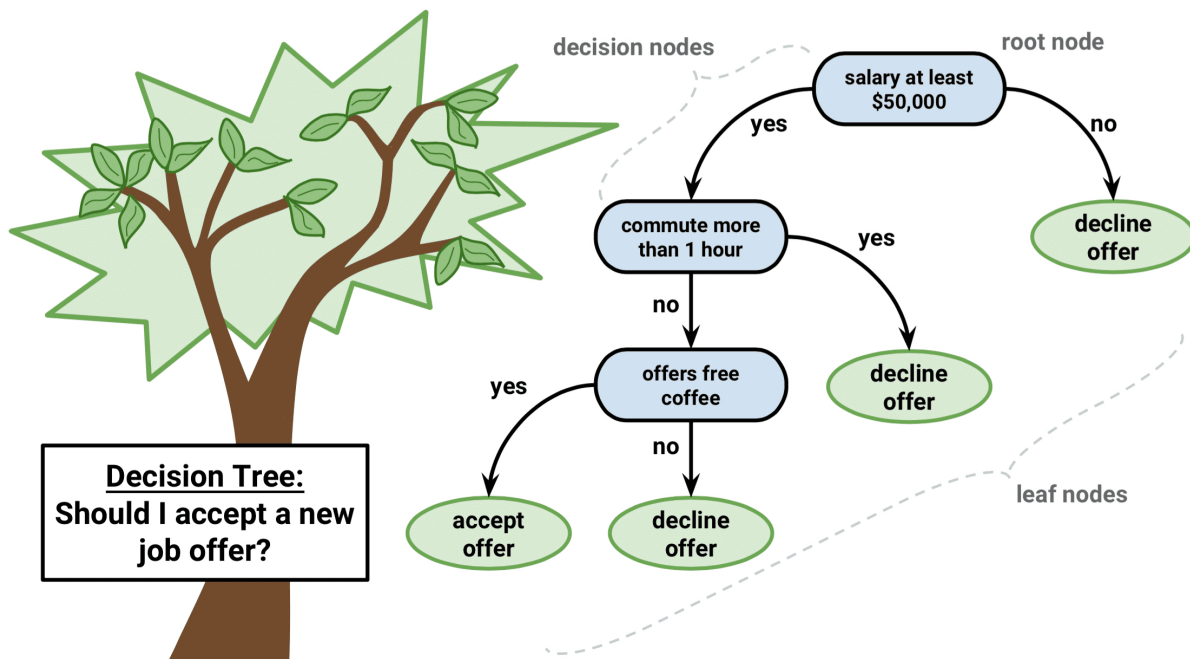 decision nodes
root node
salary at least
$50,000
yes
no
commute more
than 1 hour
decline
offer
yes
no
offers free
coffee
decline
offer
yes
no
Decision Tree:
Should I accept a new
job offer?
accept
offer
decline
offer
leaf nodes